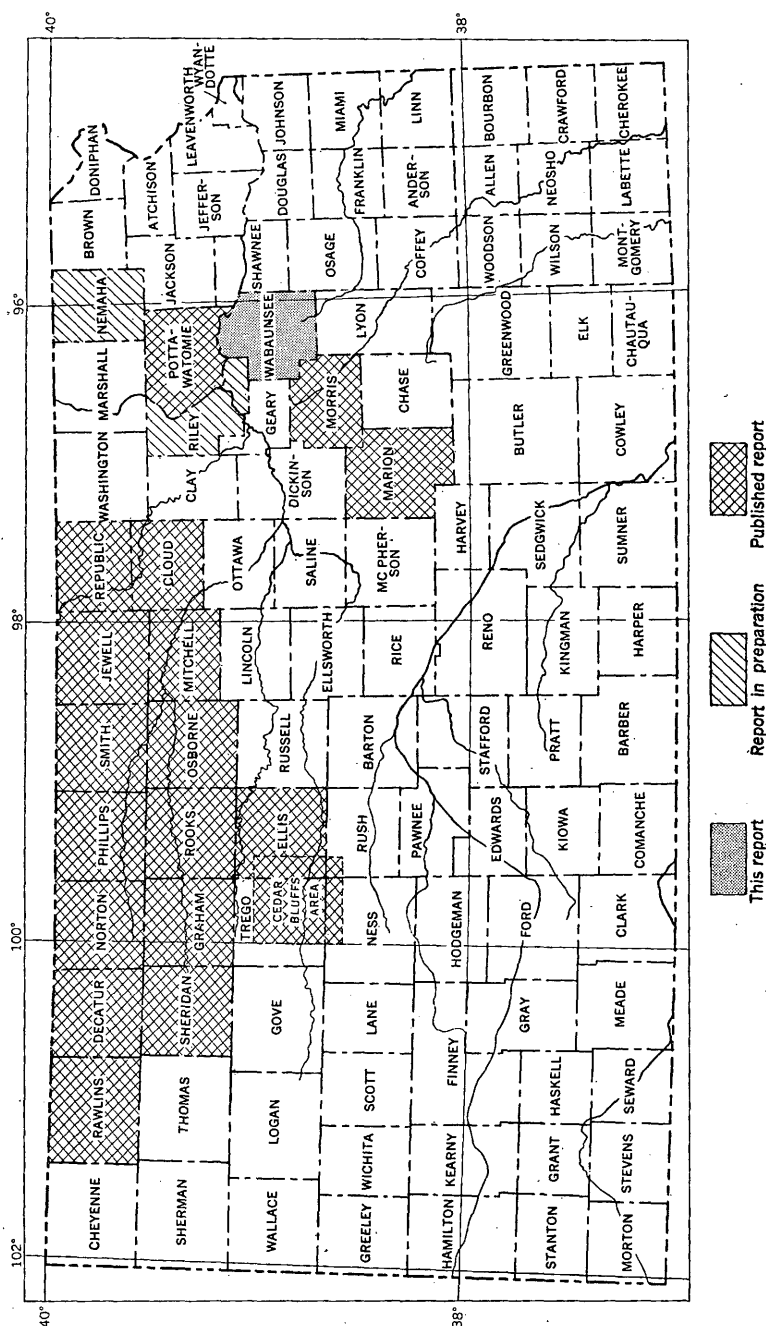 102°
100°
98°
96°
40°
40°
CHEYENNE
RAWLINS
DECATUR
NORTON
PHILLIPS
SMITH
JEWELL
REPUBLIC
WASHINGTON
MARSHALL
NEMAHA
BROWN
DONIPHAN
SHERMAN
THOMAS
SHERIDAN
GRAHAM
ROOKS
OSBORNE
MITCHELL
CLOUD
CLAY
RILEY
POTTA-
WATOMIE
JACKSON
ATCHISON
JEFFER-
SON
LEAVENWORTH
WYAN-
DOTTE
WALLACE
LOGAN
GOVE
TREGO
CEDAR
BLUFFS
AREA
ELLIS
RUSSELL
LINCOLN
OTTAWA
ELLSWORTH
SALINE
DICKIN-
SON
GEARY
WABAUNSEE
SHAWNEE
DOUGLAS
JOHNSON
GREELEY
WICHITA
SCOTT
LANE
NESS
RUSH
BARTON
RICE
MC PHER-
SON
MARION
MORRIS
CHASE
LYON
OSAGE
FRANKLIN
MIAMI
COFFEY
ANDER-
SON
LINN
38°
38°
HAMILTON
KEARNY
FINNEY
HODGEMAN
PAWNEE
STAFFORD
RENO
HARVEY
BUTLER
GREENWOOD
WOODSON
ALLEN
BOURBON
STANTON
GRANT
HASKELL
GRAY
FORD
EDWARDS
KIOWA
PRATT
KINGMAN
SEDGWICK
ELK
WILSON
NEOSHO
CRAWFORD
MORTON
STEVENS
SEWARD
MEADE
CLARK
COMANCHE
BARBER
HARPER
SUMNER
COWLEY
CHAUTAU-
QUA
MONT-
GOMERY
LABETTE
CHEROKEE
This report
Report in preparation
Published report